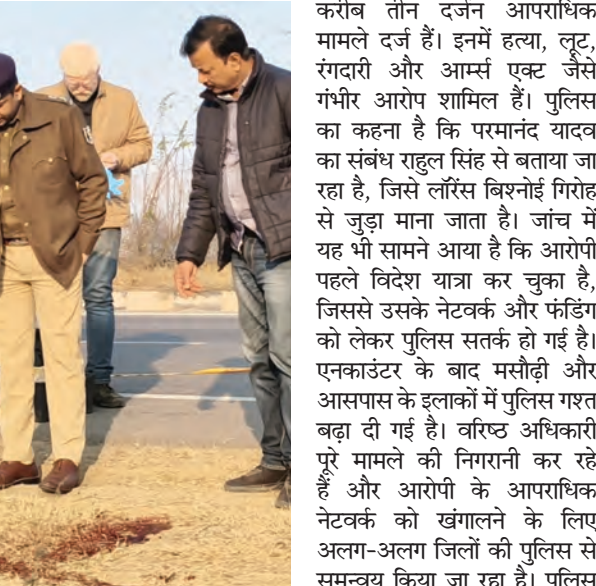 करीब तीन दर्जन आपराधिक
मामले दर्ज हैं। इनमें हत्या, लूट,
रंगदारी और आर्म्स एक्ट जैसे
गंभीर आरोप शामिल हैं। पुलिस
का कहना है कि परमानंद यादव
का संबंध राहुल सिंह से बताया जा
रहा है, जिसे लॉरेंस बिश्नोई गिरोह
से जुड़ा माना जाता है। जांच में
यह भी सामने आया है कि आरोपी
पहले विदेश यात्रा कर चुका है,
जिससे उसके नेटवर्क और फंडिंग
को लेकर पुलिस सतर्क हो गई है।
एनकाउंटर के बाद मसौढ़ी और
आसपास के इलाकों में पुलिस गश्त
बढ़ा दी गई है। वरिष्ठ अधिकारी
पूरे मामले की निगरानी कर रहे
हैं और आरोपी के आपराधिक
नेटवर्क को खंगालने के लिए
अलग-अलग जिलों की पुलिस से
समन्वय किया जा रहा है। पुलिस